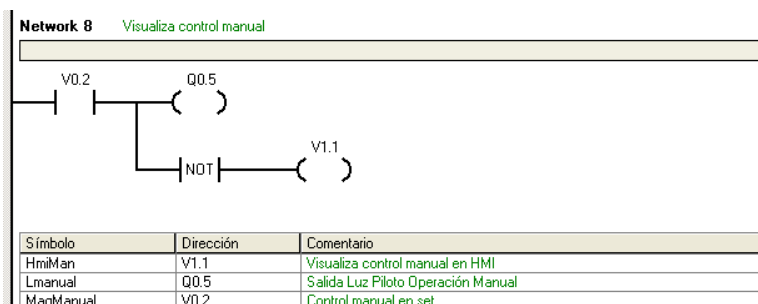 Network 8 Visualiza control manual
V0.2 Q0.5
V1.1
NOT
Símbolo Dirección Comentario
HmiMan V1.1 Visualiza control manual en HMI
Lmanual Q0.5 Salida Luz Piloto Operación Manual
MagManual V0.2 Control manual en set